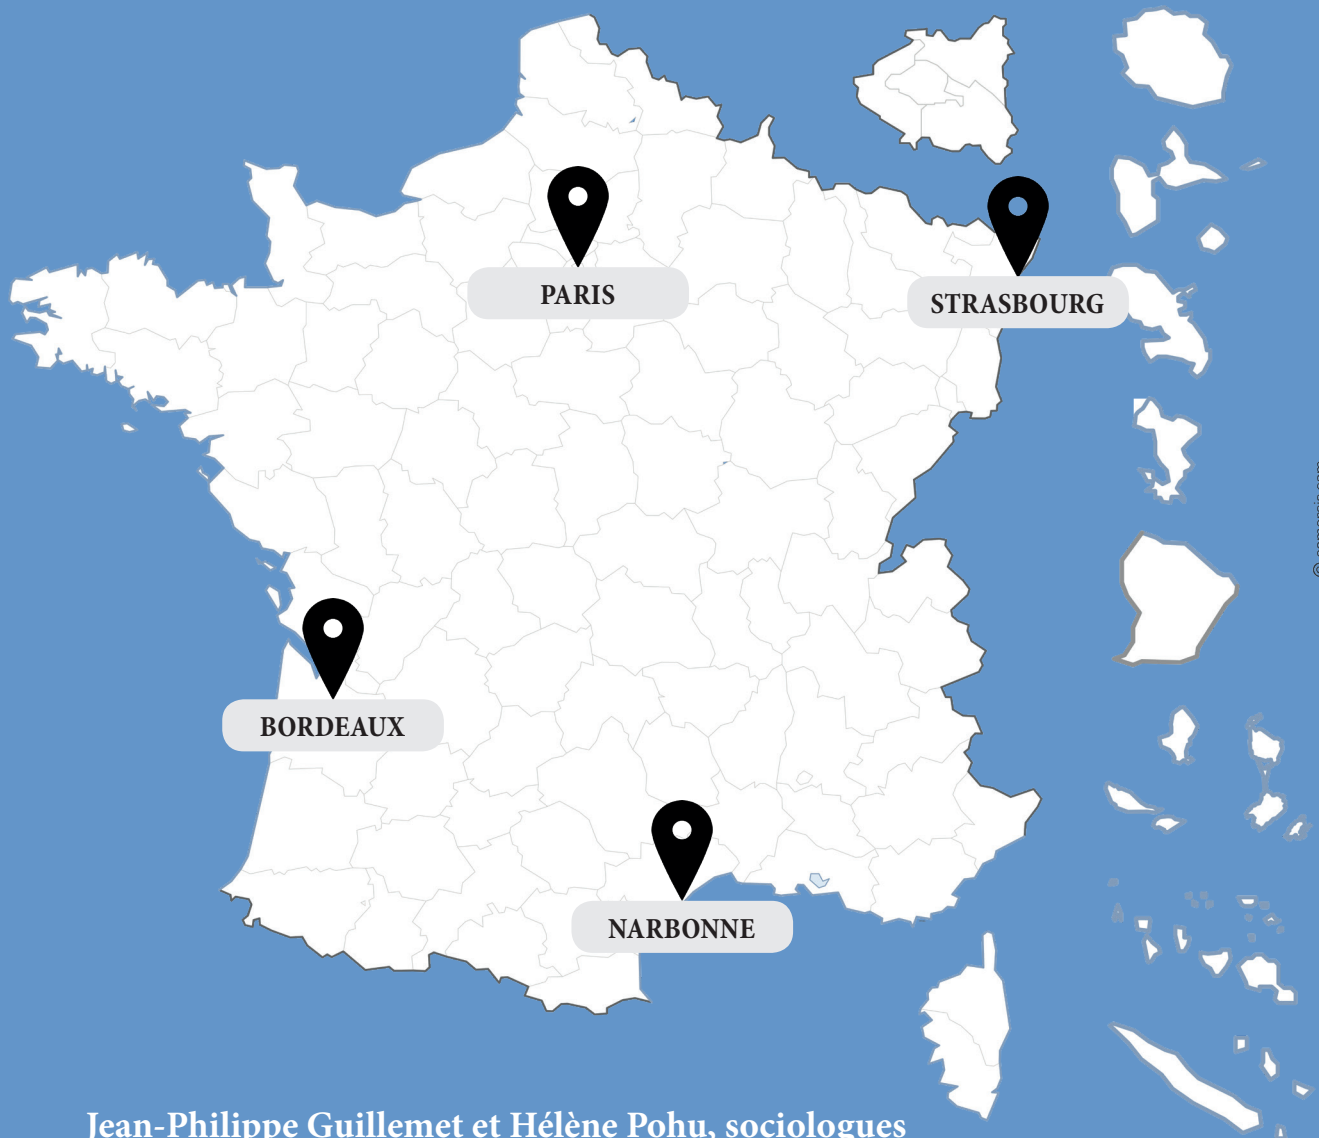 PARIS
STRASBOURG
BORDEAUX
NARBONNE
Jean-Philippe Guillemet et Hélène Pohu, sociologues